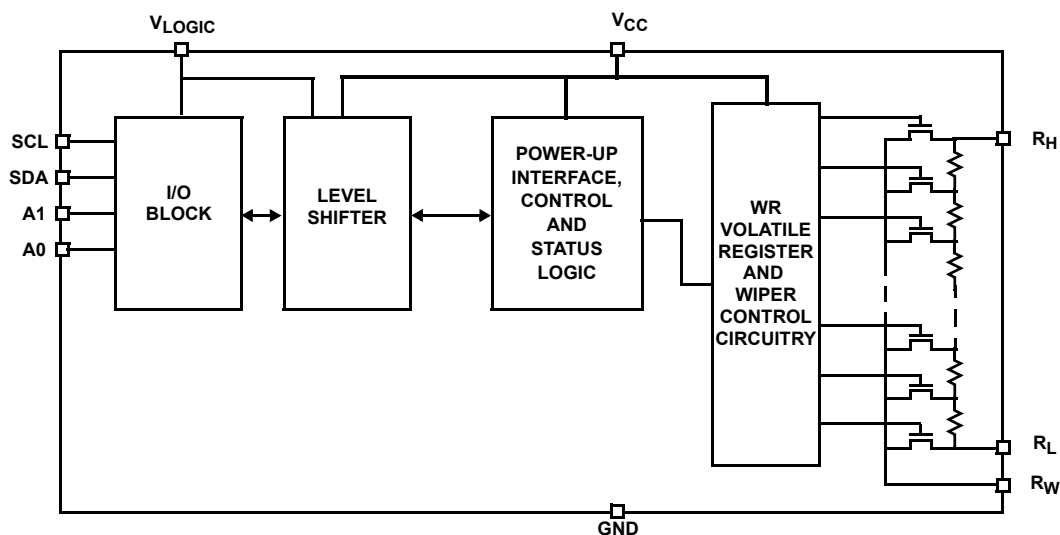 VLOGIC
VCC
SCL
SDA
A1
A0
I/O
BLOCK
LEVEL
SHIFTER
POWER-UP
INTERFACE,
CONTROL
AND
STATUS
LOGIC
WR
VOLATILE
REGISTER
AND
WIPER
CONTROL
CIRCUITRY
RH
RL
RW
GND